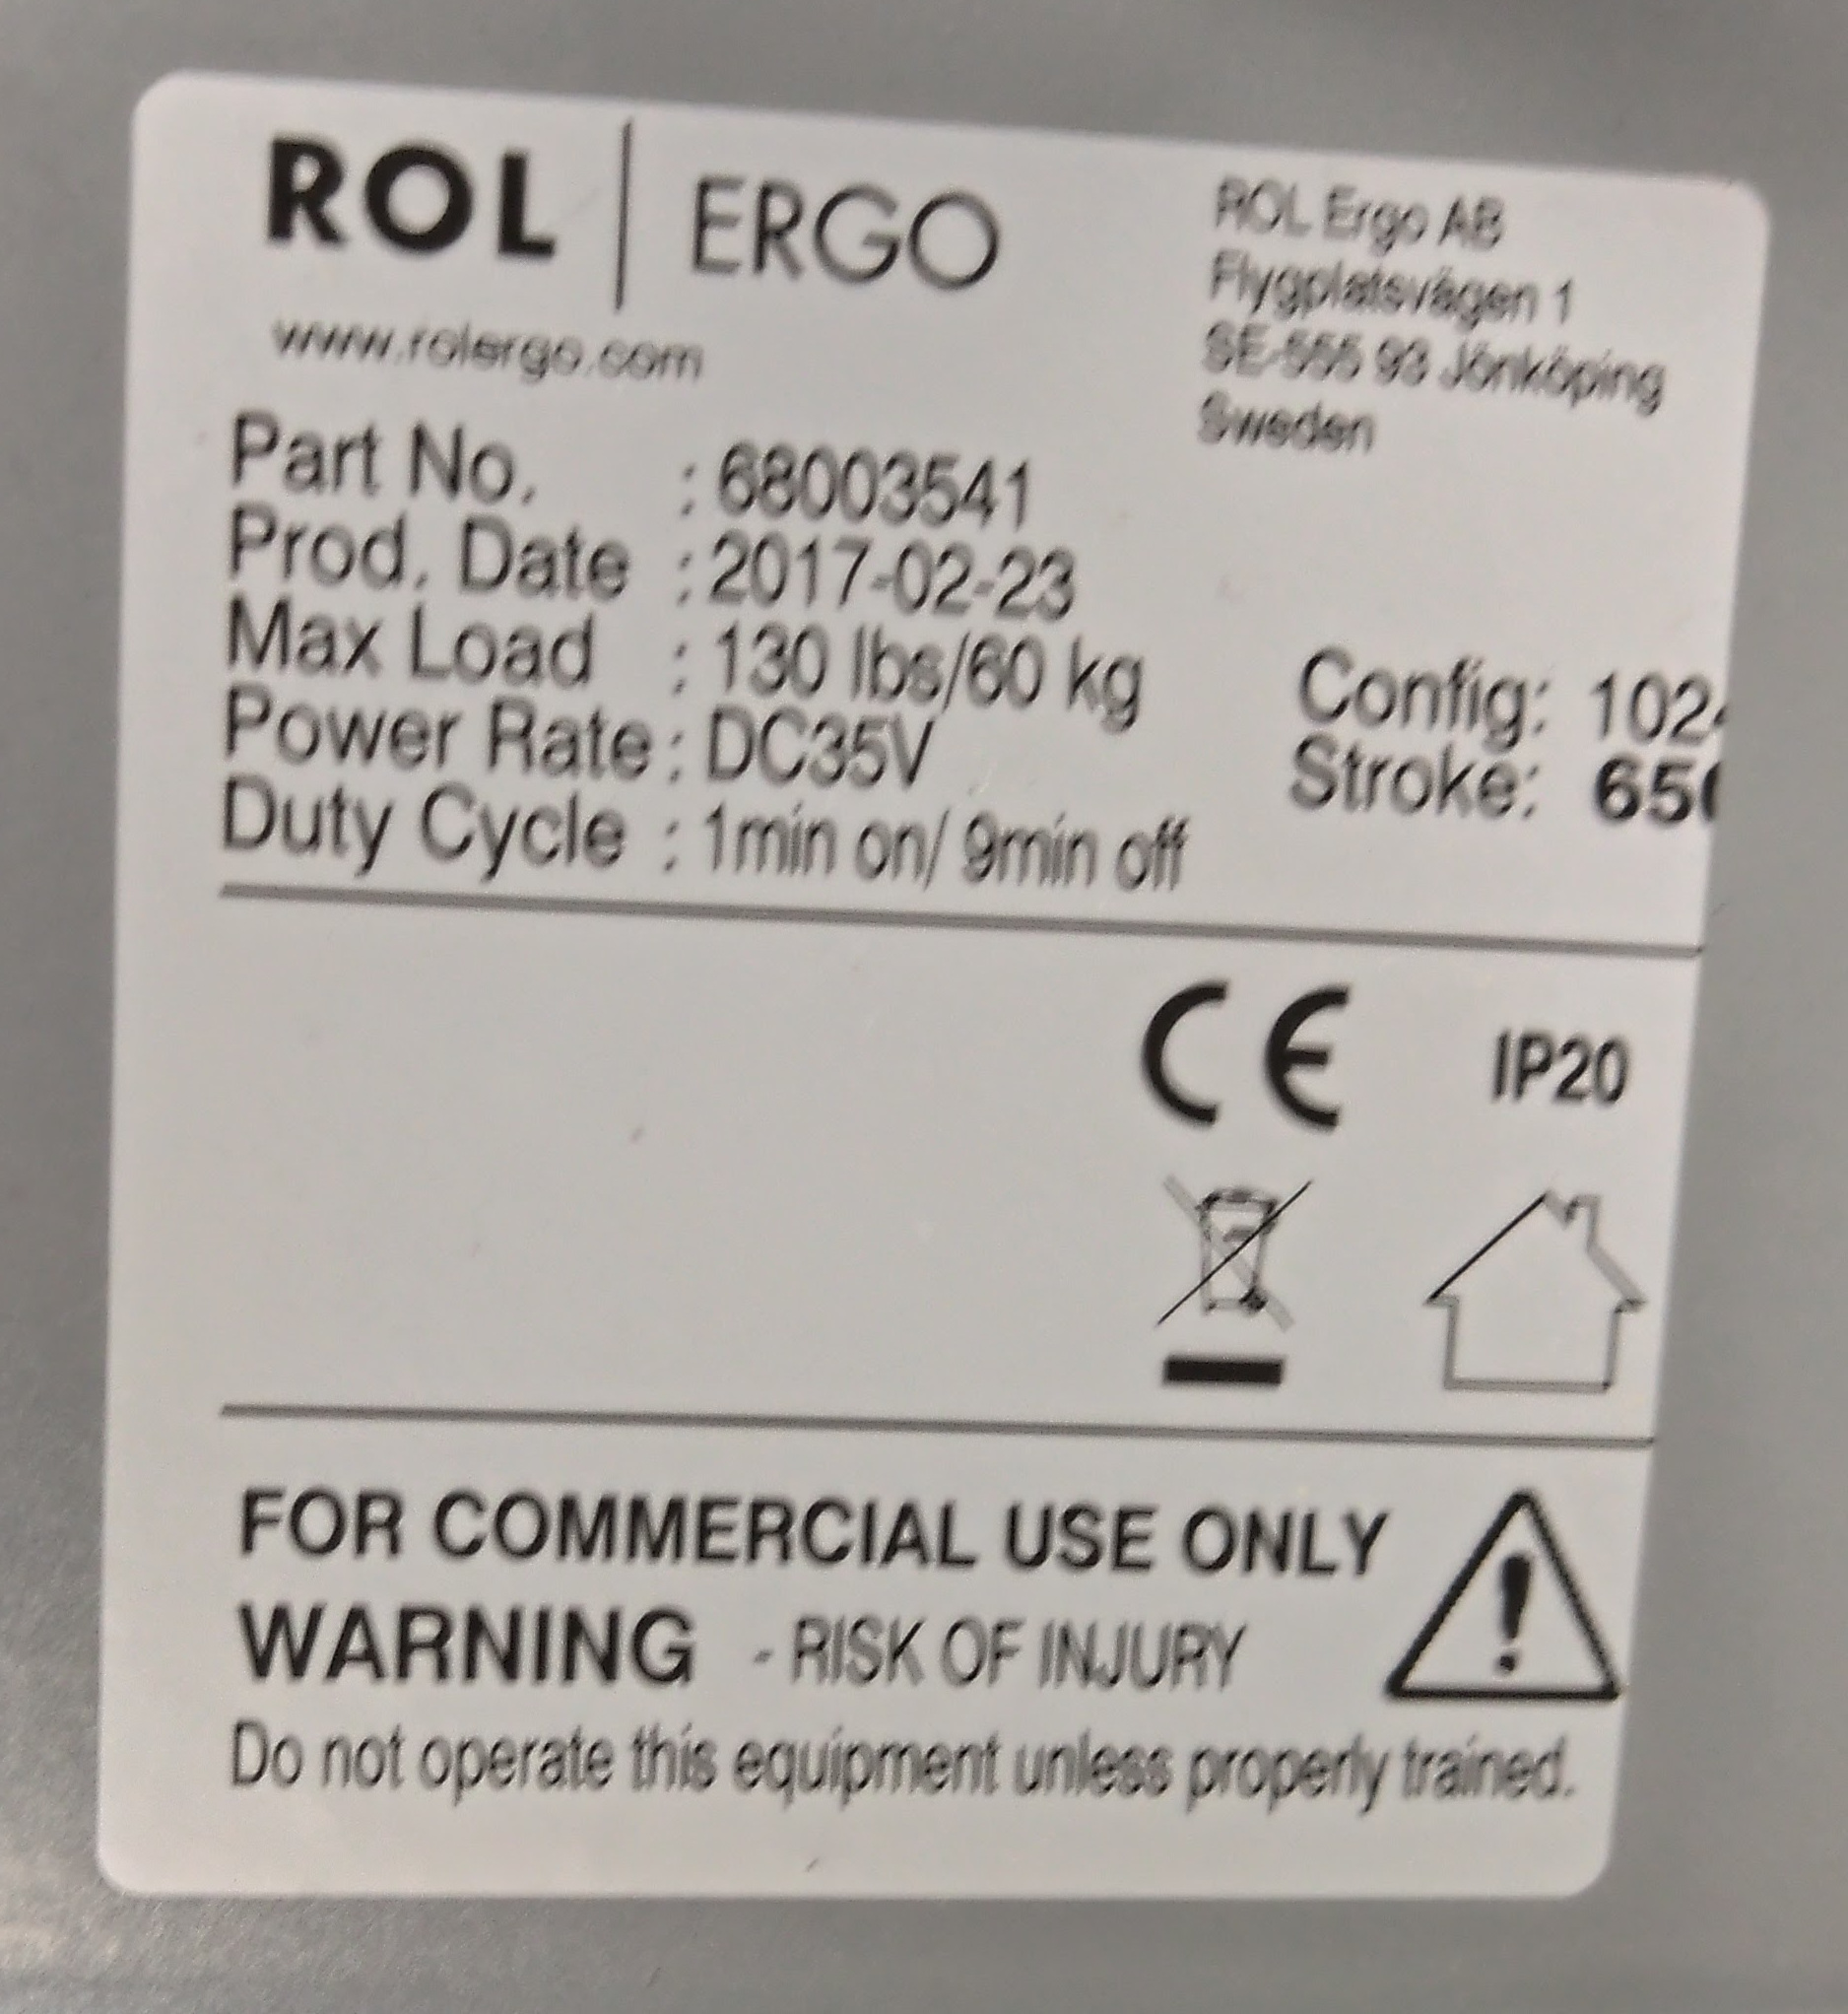 ROL | ERGO
www.rolergo.com
ROL Ergo AB
Flygplatsvägen 1
SE-555 93 Jönköping
Sweden
Part No. : 68003541
Prod. Date : 2017-02-23
Max Load : 130 lbs/60 kg
Power Rate : DC35V
Duty Cycle : 1min on/ 9min off
Config: 102
Stroke: 65
CE IP20
FOR COMMERCIAL USE ONLY
WARNING - RISK OF INJURY
Do not operate this equipment unless properly trained.